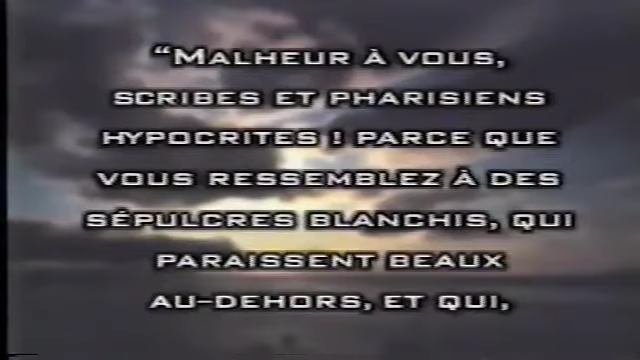 “MALHEUR À VOUS,
SCRIBES ET PHARISIENS
HYPOCRITES ! PARCE QUE
VOUS RESSEMBLEZ À DES
SÉPULCRES BLANCHIS, QUI
PARAISSENT BEAUX
AU-DEHORS, ET QUI,